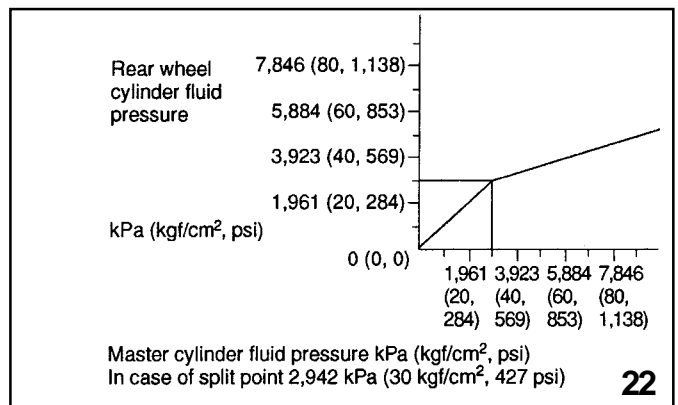 Rear wheel
cylinder fluid
pressure
7,846 (80, 1,138)
5,884 (60, 853)
3,923 (40, 569)
1,961 (20, 284)
kPa (kgf/cm², psi)
0 (0, 0)
1,961 3,923 5,884 7,846
(20, (40, (60, (80,
284) 569) 853) 1,138)
Master cylinder fluid pressure kPa (kgf/cm², psi)
In case of split point 2,942 kPa (30 kgf/cm², 427 psi)
22